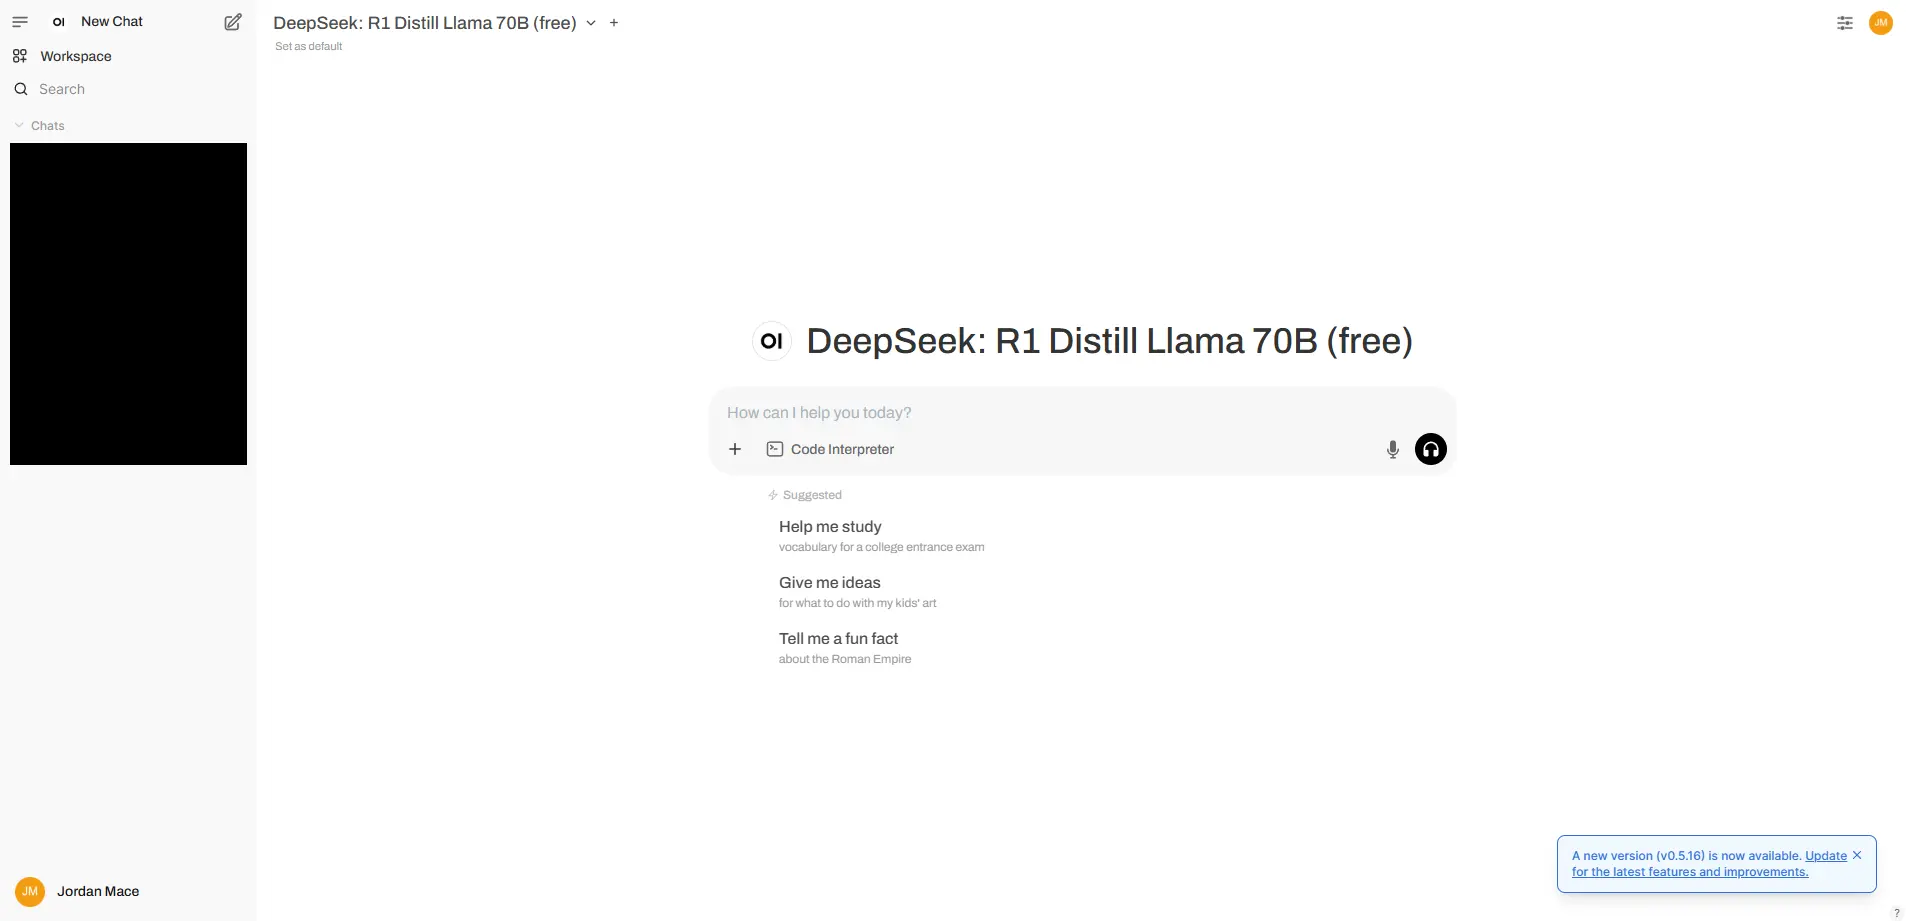 OI New Chat
Workspace
Search
Chats
JM Jordan Mace
DeepSeek: R1 Distill Llama 70B (free)
Set as default
JM
OI DeepSeek: R1 Distill Llama 70B (free)
How can I help you today?
Code Interpreter
Suggested
Help me study
vocabulary for a college entrance exam
Give me ideas
for what to do with my kids' art
Tell me a fun fact
about the Roman Empire
A new version (v0.5.16) is now available. Update
for the latest features and improvements.
?